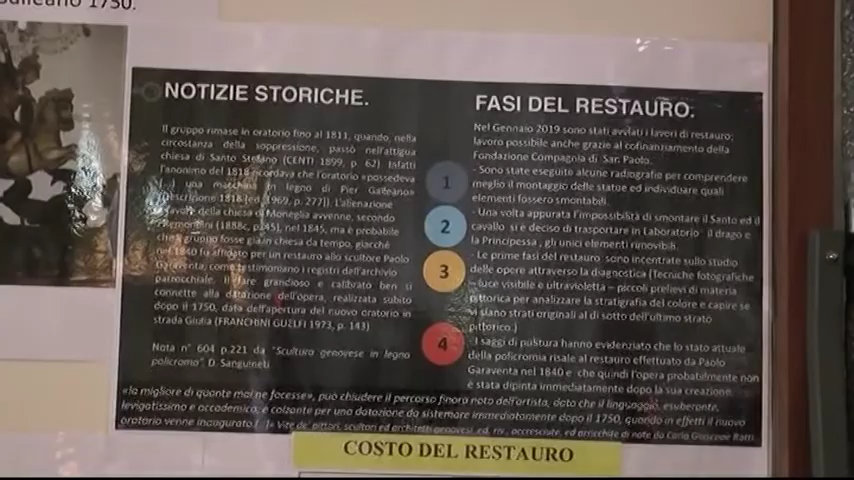 1750.
NOTIZIE STORICHE.
Il gruppo rimase in oratorio fino al 1811, quando, nella
circostanza della soppressione, passò nell'attigua
chiesa di Santo Stefano (CENTI 1899, p. 62) Infatti
l'anonimo del 1818 ricordava che l'oratorio «possedeva
una macchina in legno di Pier Galleano»
1818 [ed. 1969, p. 277]). L'alienazione
favore della chiesa di Moneglia avvenne, secondo
(1888c, p.45), nel 1845, ma è probabile
che il gruppo fosse già in chiesa da tempo, giacché
nel 1840 fu affidato per un restauro allo scultore Paolo
Garaventa, come testimoniano i registri dell'archivio
parrocchiale. Il fare grandioso e calibrato ben si
connette alla datazione dell'opera, realizzata subito
dopo il 1750, data dell'apertura del nuovo oratorio in
strada Giulia (FRANCHINI GUELFI 1973, p. 143)
Nota n° 604 p.221 da "Scultura genovese in legno
policromo" D. Sanguineti
FASI DEL RESTAURO.
Nel Gennaio 2019 sono stati avviati i lavori di restauro;
lavoro possibile anche grazie al cofinanziamento della
Fondazione Compagnia di San Paolo.
1
- Sono state eseguite alcune radiografie per comprendere
meglio il montaggio delle statue ed individuare quali
elementi fossero smontabili.
2
- Una volta appurata l'impossibilità di smontare il Santo ed il
cavallo si è deciso di trasportare in Laboratorio il drago e
la Principessa, gli unici elementi rimovibili.
3
- Le prime fasi del restauro sono incentrate sullo studio
delle opere attraverso la diagnostica (Tecniche fotografiche
luce visibile e ultravioletta – piccoli prelievi di materia
pittorica per analizzare la stratigrafia del colore e capire se
vi siano strati originali al di sotto dell'ultimo strato
pittorico.)
4
I saggi di pulitura hanno evidenziato che lo stato attuale
della policromia risale al restauro effettuato da Paolo
Garaventa nel 1840 e che quindi l'opera probabilmente non
è stata dipinta immediatamente dopo la sua creazione.
«la migliore di quante mai ne facesse», può chiudere il percorso finora noto dell'artista, dato che il linguaggio, esuberante,
levigatissimo e accademico, è calzante per una datazione da sistemare immediatamente dopo il 1750, quando in effetti il nuovo
oratorio venne inaugurato. Vite de' pittori, scultori ed architetti genovesi accresciute, ed arricchite di note da Carlo Giuseppe Ratti
COSTO DEL RESTAURO